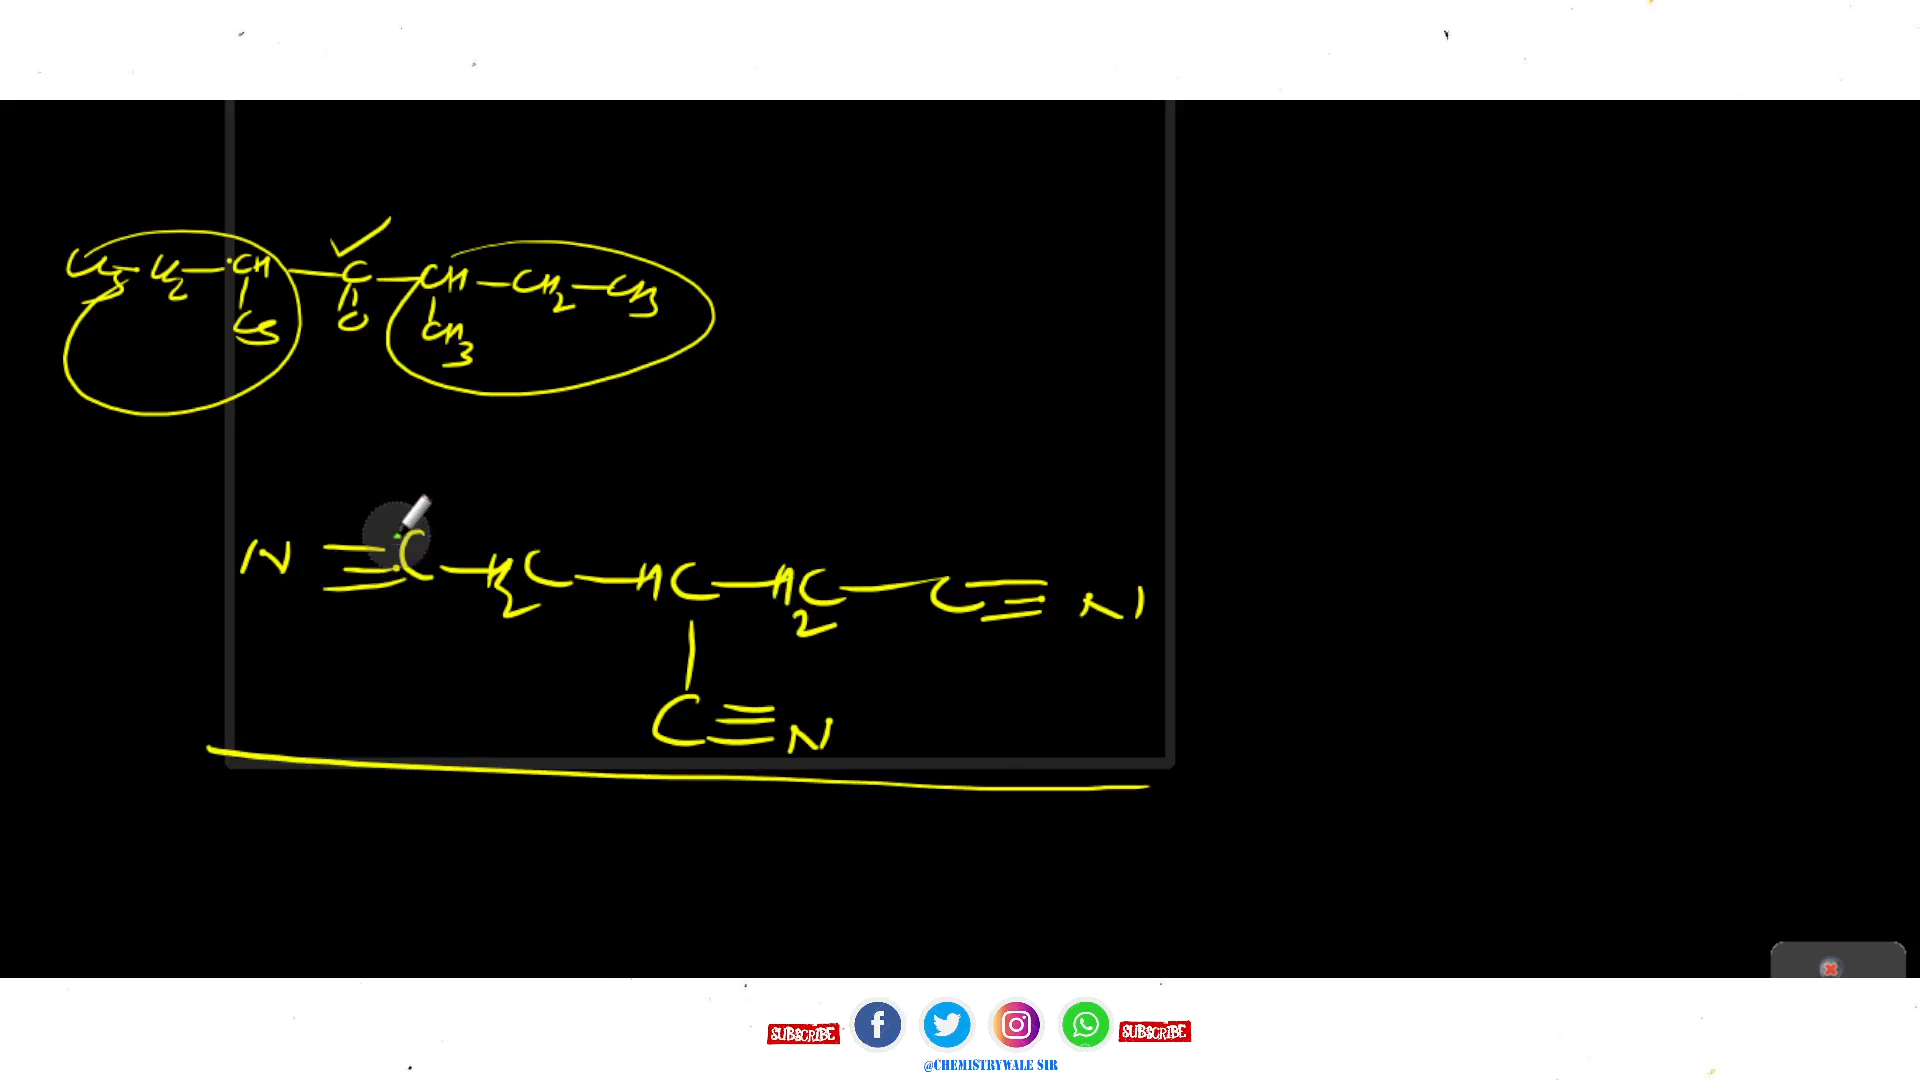 CH3-CH2-CH-C-CH-CH2-CH3
CH3 O CH3
N≡C-H2C-HC-H2C-C≡N
C≡N
SUBSCRIBE f SUBSCRIBE
@CHEMISTRYWALE SIR